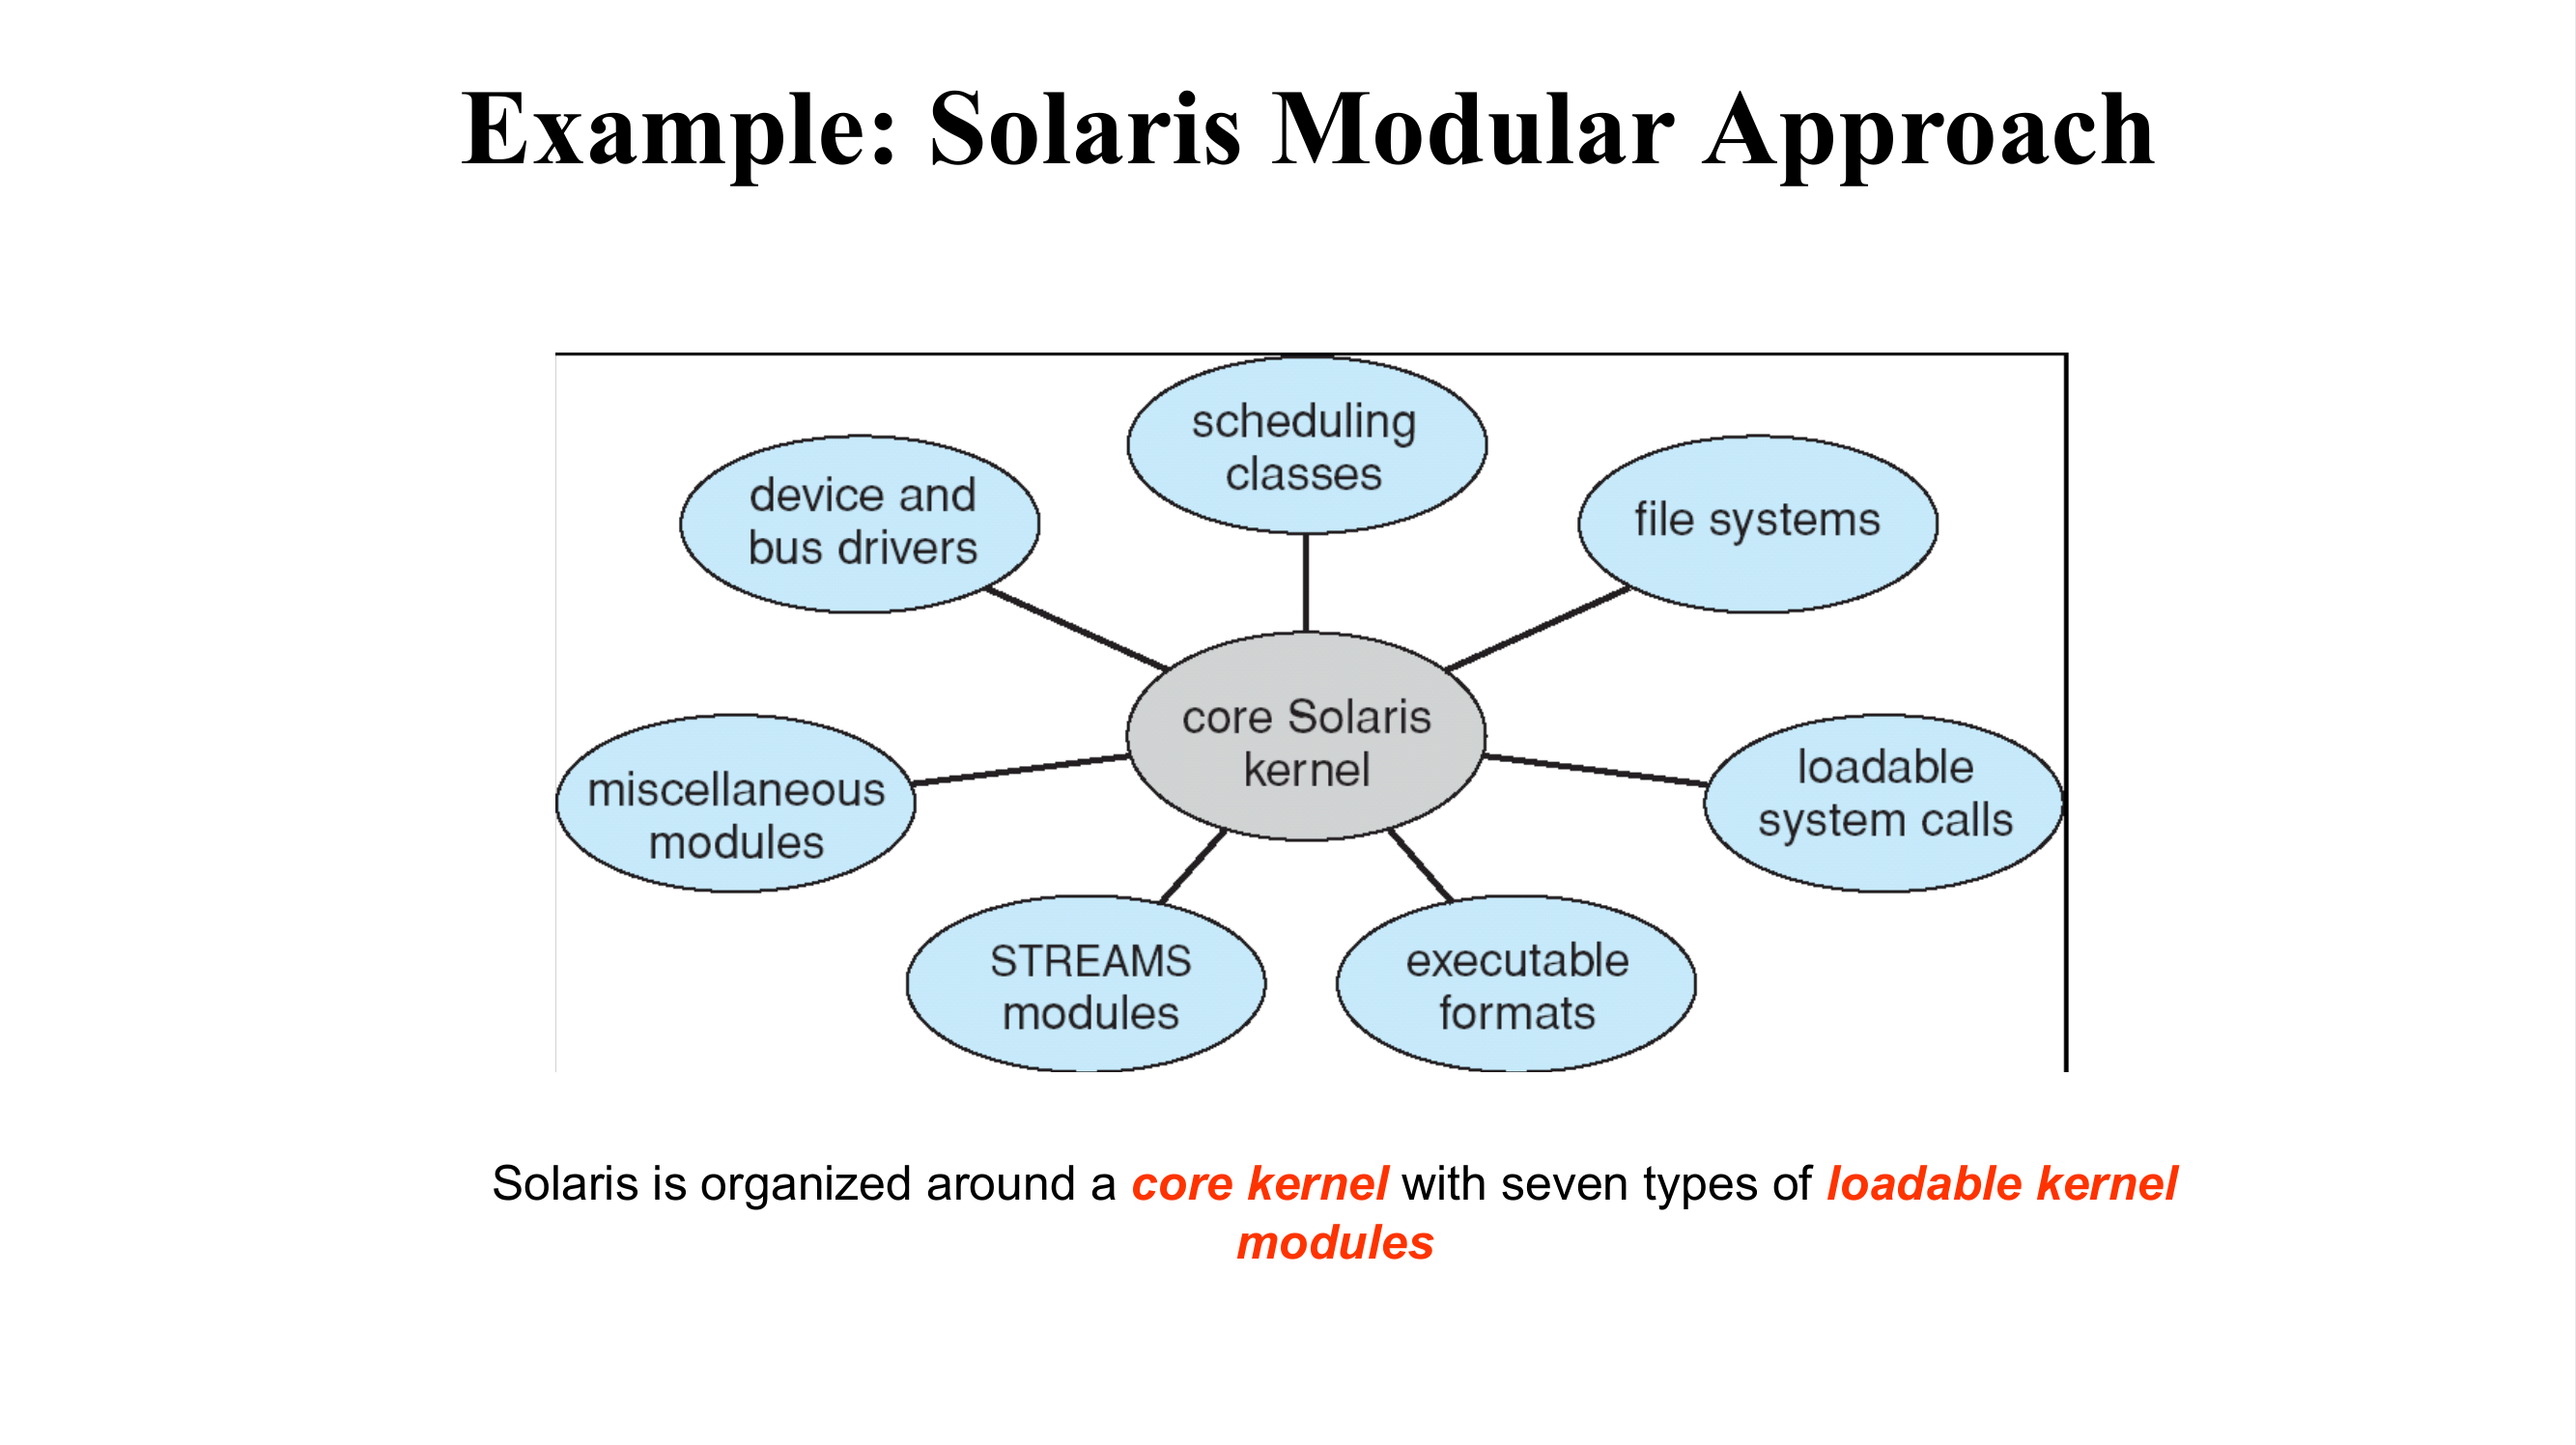 Example: Solaris Modular Approach
scheduling
classes
device and
bus drivers
file systems
core Solaris
kernel
miscellaneous
modules
loadable
system calls
STREAMS
modules
executable
formats
Solaris is organized around a core kernel with seven types of loadable kernel
modules